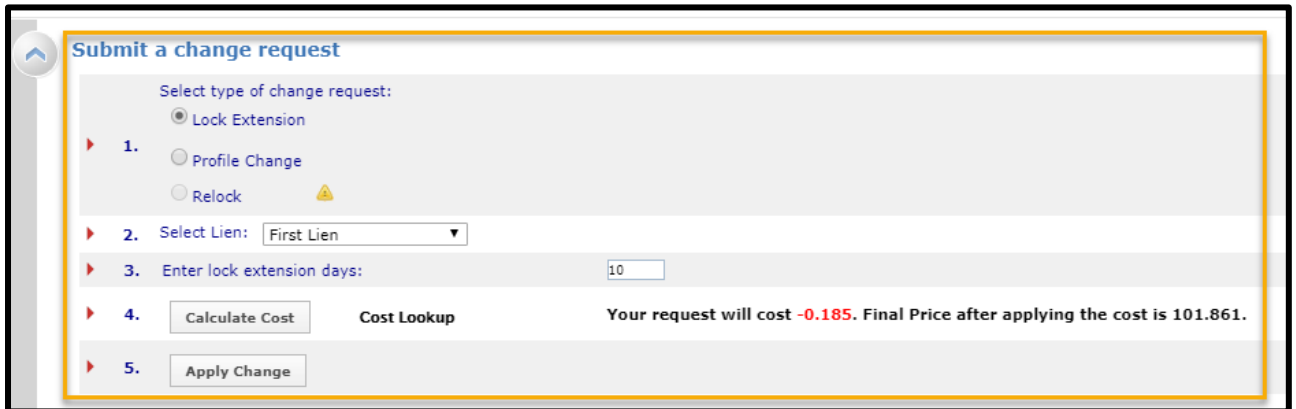 Submit a change request
Select type of change request:
Lock Extension
1.
Profile Change
Relock
2. Select Lien: First Lien
3. Enter lock extension days: 10
4. Calculate Cost Cost Lookup Your request will cost -0.185. Final Price after applying the cost is 101.861.
5. Apply Change